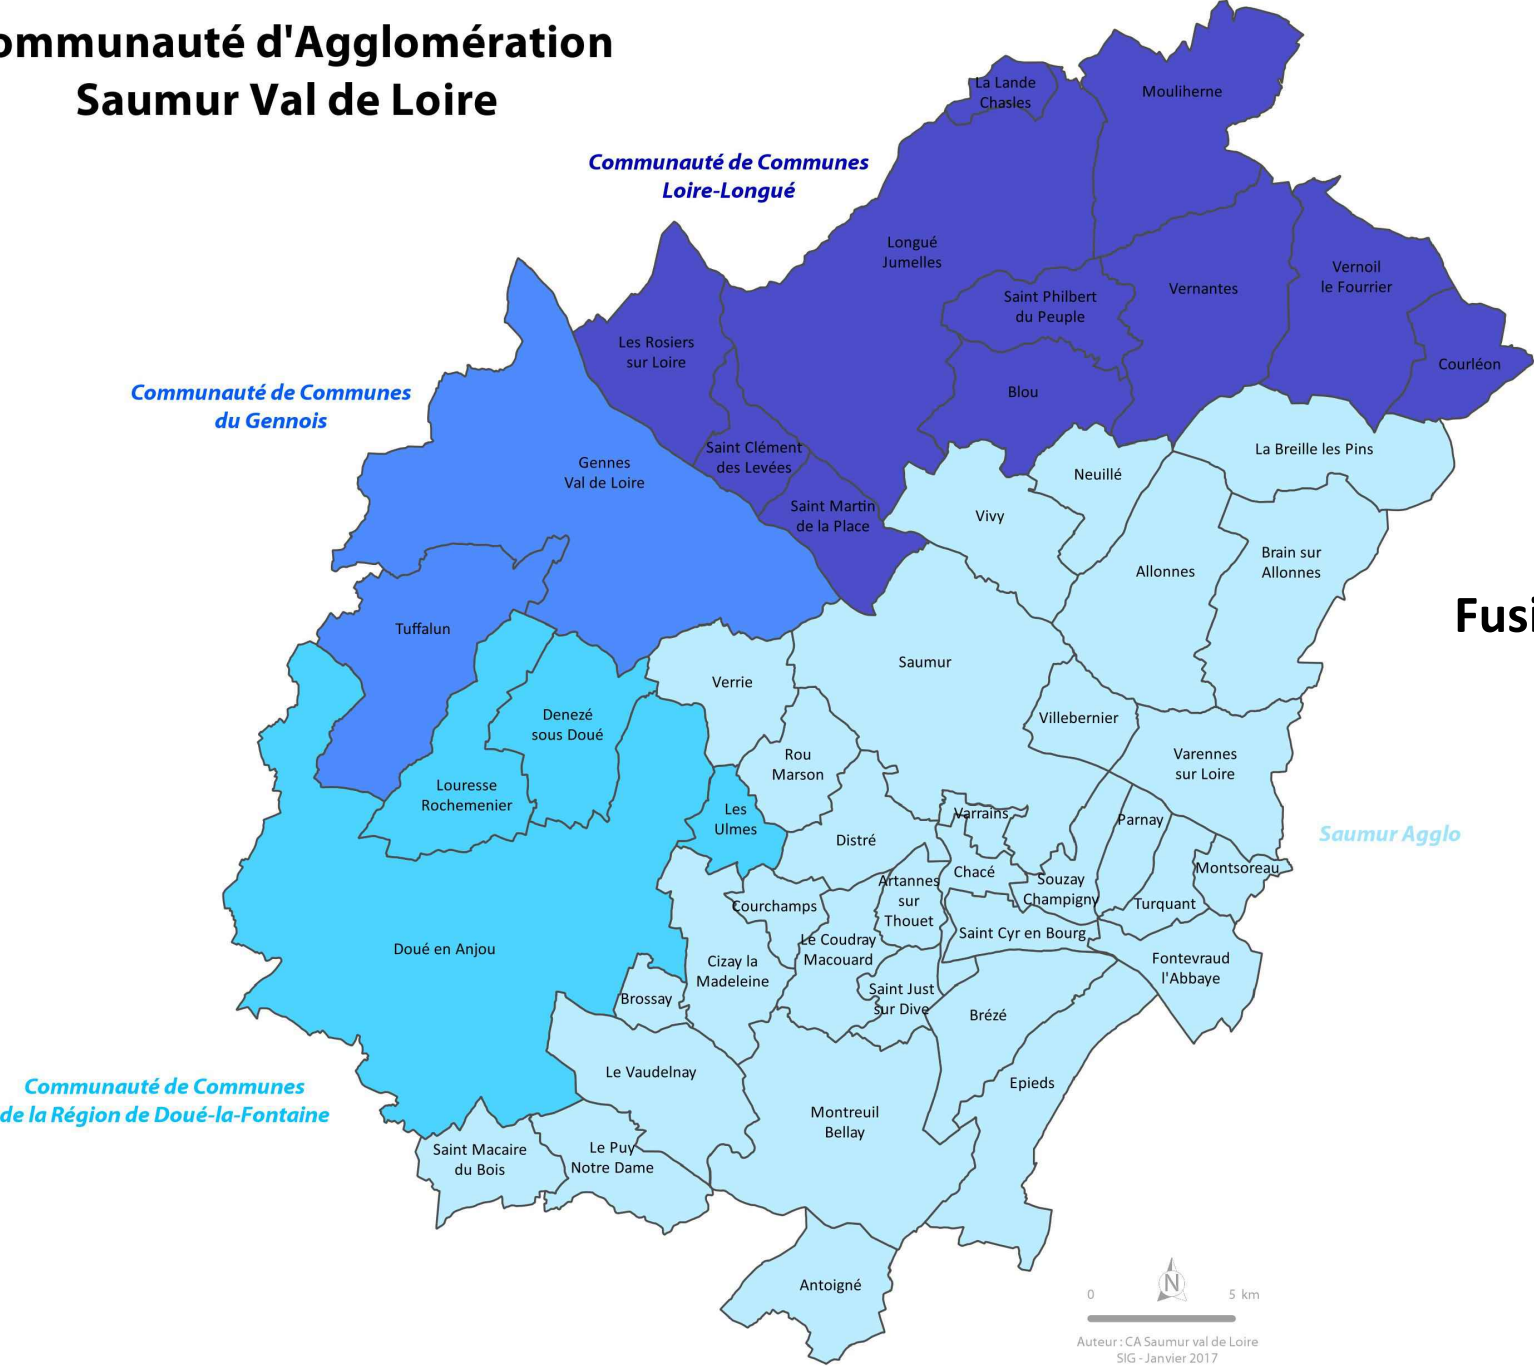 ommunauté d'Agglomération
Saumur Val de Loire
La Lande
Chasles
Mouliherne
Communauté de Communes
Loire-Longué
Longué
Jumelles
Vernoil
le Fourrier
Vernantes
Saint Philbert
du Peuple
Les Rosiers
sur Loire
Courléon
Blou
Communauté de Communes
du Gennois
Saint Clément
des Levées
La Breille les Pins
Gennes
Val de Loire
Neuillé
Saint Martin
de la Place
Vivy
Brain sur
Allonnes
Allonnes
Fusi
Tuffalun
Saumur
Verrie
Denezé
sous Doué
Villebernier
Rou
Marson
Varennes
sur Loire
Louresse
Rochemenier
Les
Ulmes
Varrains
Parnay
Distré
Saumur Agglo
Montsoreau
Chacé
Artannes
sur
Thouet
Souzay
Champigny
Turquant
Courchamps
Saint Cyr en Bourg
Le Coudray
Macouard
Doué en Anjou
Cizay la
Madeleine
Fontevraud
l'Abbaye
Brossay
Saint Just
sur Dive
Brézé
Le Vaudelnay
Epieds
Communauté de Communes
de la Région de Doué-la-Fontaine
Montreuil
Bellay
Saint Macaire
du Bois
Le Puy
Notre Dame
Antoigné
N
0 5 km
Auteur : CA Saumur val de Loire
SIG - Janvier 2017